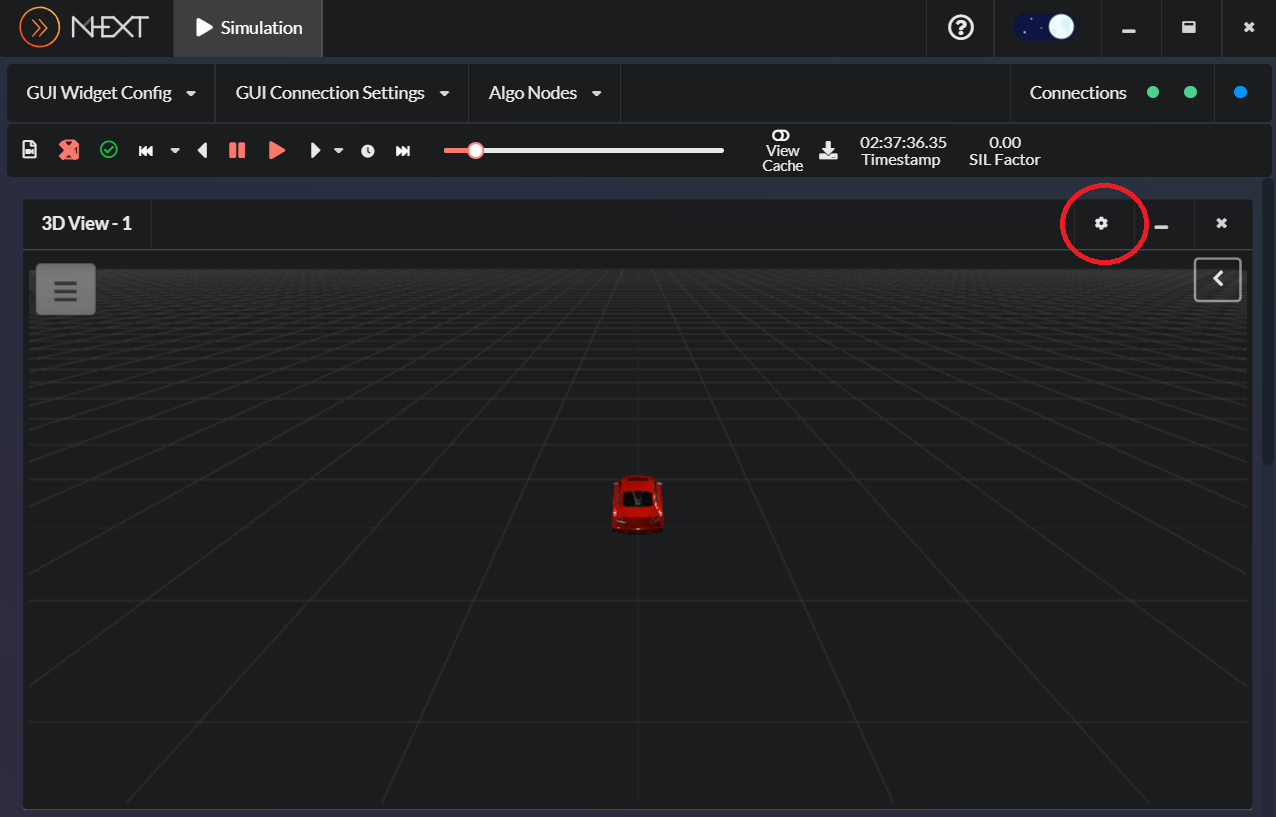 NEXT
Simulation
GUI Widget Config
GUI Connection Settings
Algo Nodes
Connections
View
Cache
02:37:36.35
Timestamp
0.00
SIL Factor
3D View - 1